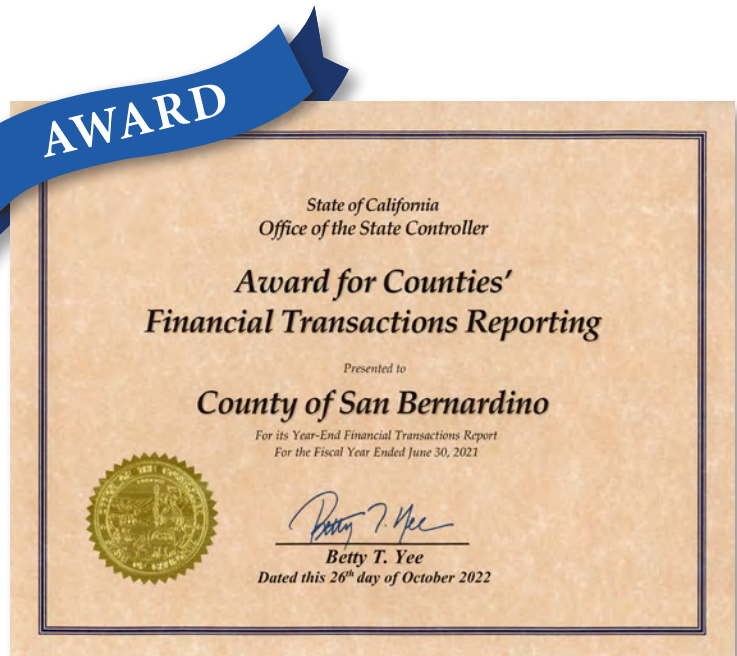 AWARD
State of California
Office of the State Controller
Award for Counties'
Financial Transactions Reporting
Presented to
County of San Bernardino
For its Year-End Financial Transactions Report
For the Fiscal Year Ended June 30, 2021
Betty T. Yee
Betty T. Yee
Dated this 26th day of October 2022